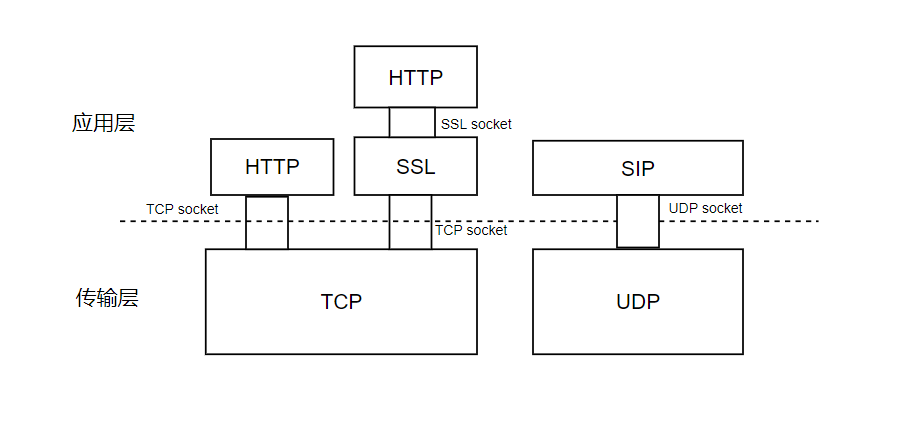 HTTP
SSL socket
应用层
HTTP
SSL
SIP
TCP socket
UDP socket
TCP socket
传输层
TCP
UDP